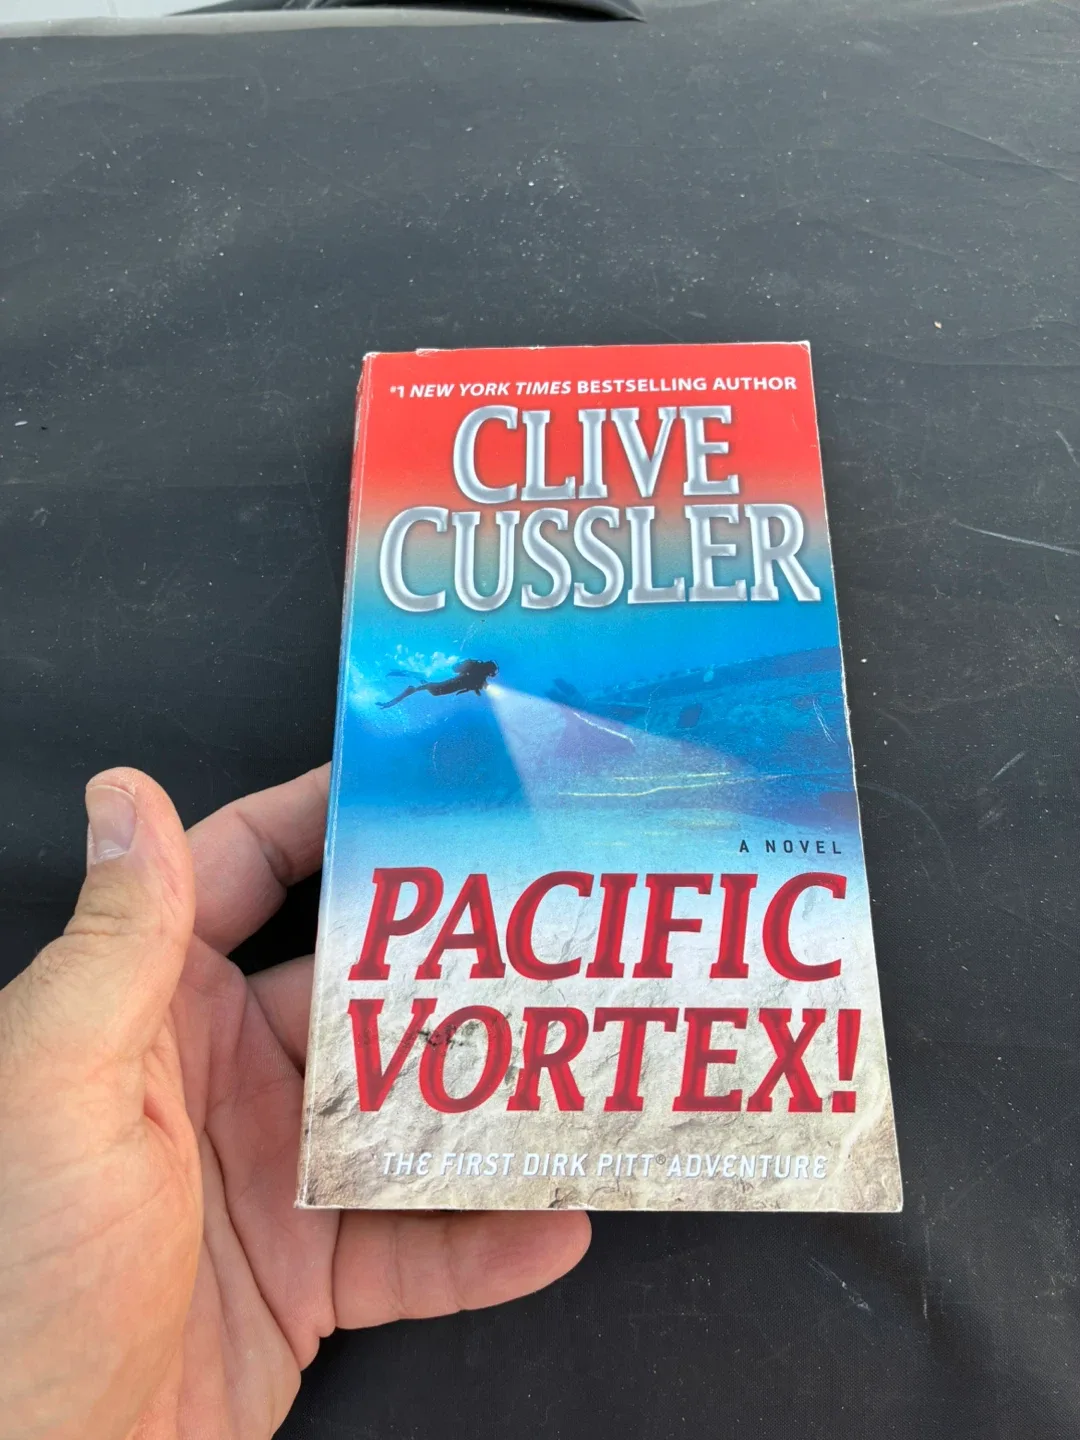 #1 NEW YORK TIMES BESTSELLING AUTHOR
CLIVE
CUSSLER
A NOVEL
PACIFIC
VORTEX!
THE FIRST DIRK PITT® ADVENTURE